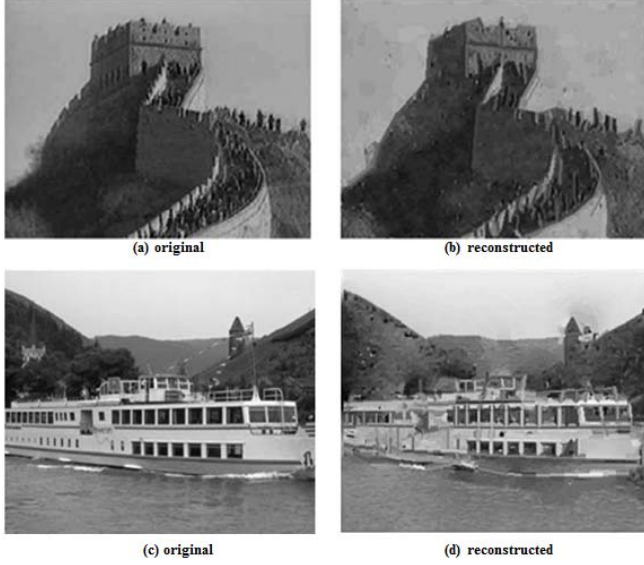 (a) original
(b) reconstructed
(c) original
(d) reconstructed